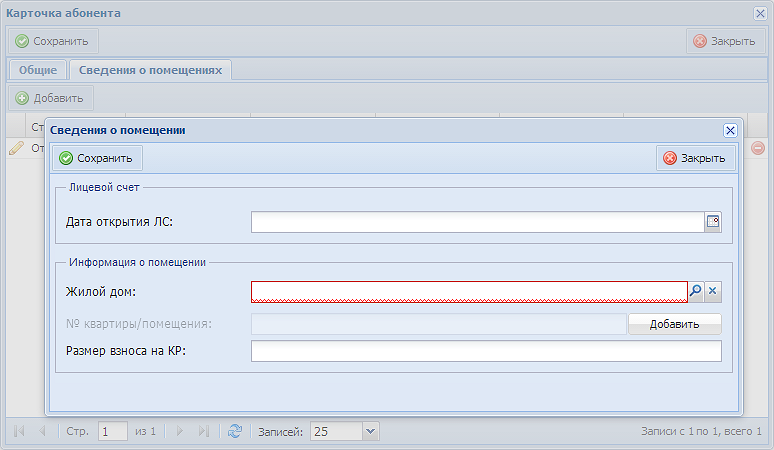 Карточка абонента
Сохранить Закрыть
Общие Сведения о помещениях
Добавить
Сведения о помещении
Сохранить Закрыть
Лицевой счет
Дата открытия ЛС:
Информация о помещении
Жилой дом:
№ квартиры/помещения: Добавить
Размер взноса на КР:
Стр. 1 из 1 Записей: 25 Записи с 1 по 1, всего 1